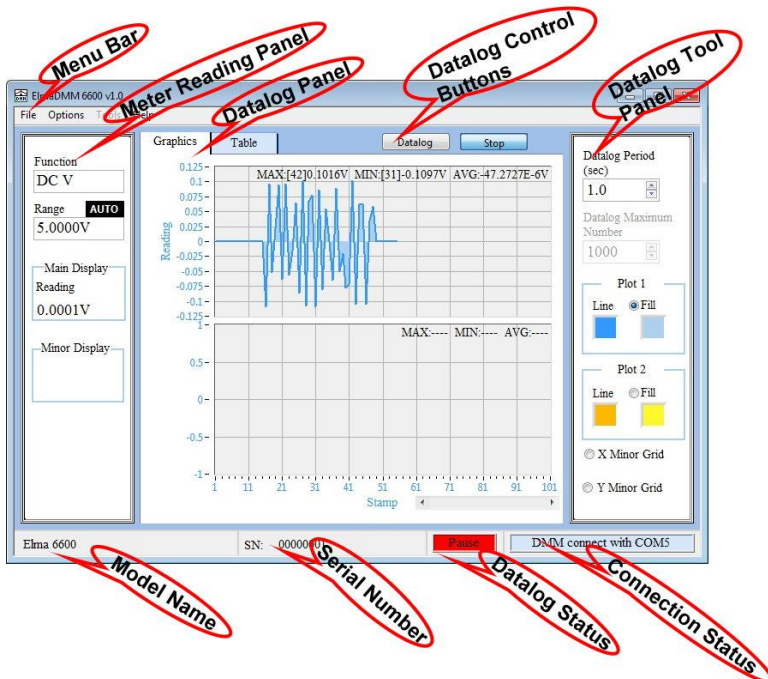 Menu Bar
Meter Reading Panel
Datalog Panel
Datalog Control
Buttons
Datalog Tool
Panel
ElmaDMM 6600 v1.0
File Options Tools Help
Function
DC V
Range AUTO
5.0000V
Main Display
Reading
0.0001V
Minor Display
Graphics Table
Datalog Stop
MAX:[42]0.1016V MIN:[31]-0.1097V AVG:-47.2727E-6V
Reading
0.125
0.1
0.075
0.05
0.025
0
-0.025
-0.05
-0.075
-0.1
-0.125
MAX:---- MIN:---- AVG:----
1
0.5
0
-0.5
-1
1 11 21 31 41 51 61 71 81 91 101
Stamp
Datalog Period
(sec)
1.0
Datalog Maximum
Number
1000
Plot 1
Line Fill
Plot 2
Line Fill
X Minor Grid
Y Minor Grid
Elma 6600
SN: 00000001
Pause
DMM connect with COM5
Model Name
Serial Number
Datalog Status
Connection Status